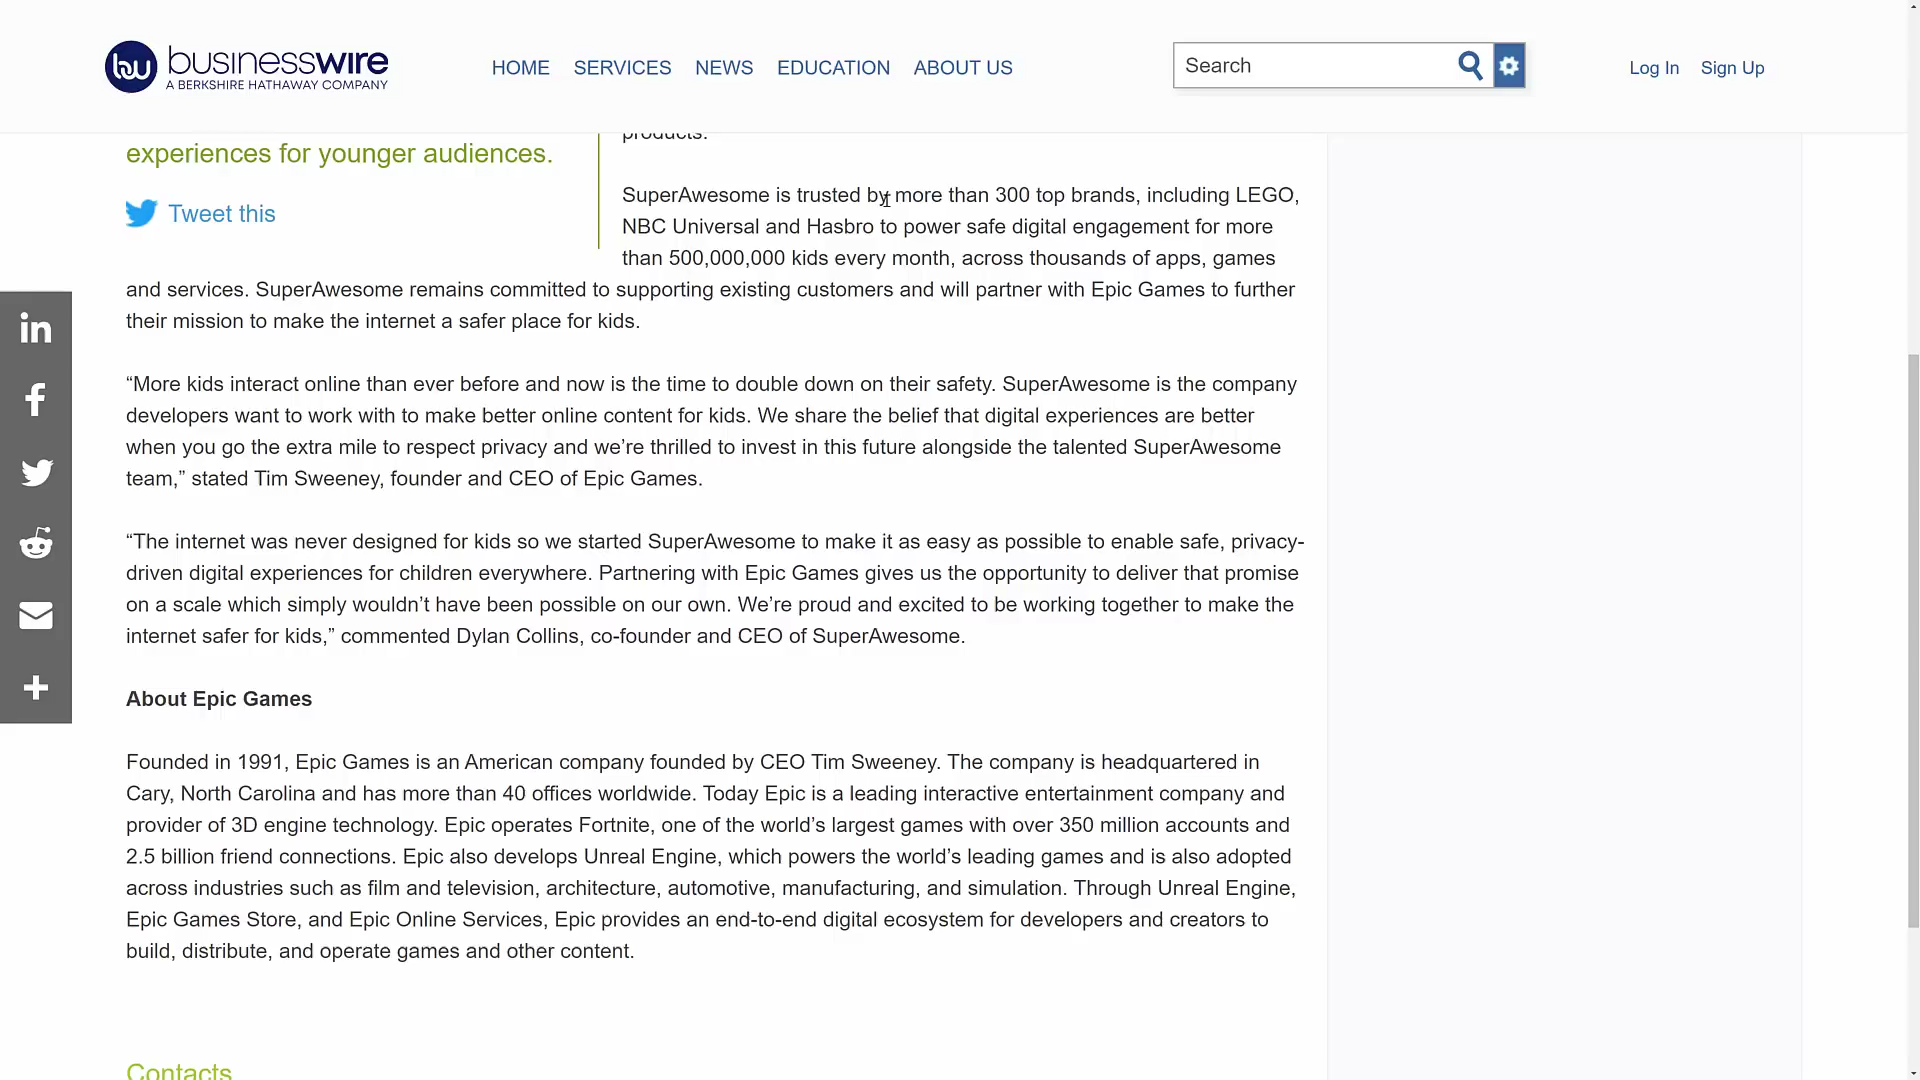 businesswire
A BERKSHIRE HATHAWAY COMPANY
HOME SERVICES NEWS EDUCATION ABOUT US
Search
Log In Sign Up
experiences for younger audiences.
Tweet this
products.
SuperAwesome is trusted by more than 300 top brands, including LEGO,
NBC Universal and Hasbro to power safe digital engagement for more
than 500,000,000 kids every month, across thousands of apps, games
and services. SuperAwesome remains committed to supporting existing customers and will partner with Epic Games to further
their mission to make the internet a safer place for kids.
“More kids interact online than ever before and now is the time to double down on their safety. SuperAwesome is the company
developers want to work with to make better online content for kids. We share the belief that digital experiences are better
when you go the extra mile to respect privacy and we’re thrilled to invest in this future alongside the talented SuperAwesome
team,” stated Tim Sweeney, founder and CEO of Epic Games.
“The internet was never designed for kids so we started SuperAwesome to make it as easy as possible to enable safe, privacy-
driven digital experiences for children everywhere. Partnering with Epic Games gives us the opportunity to deliver that promise
on a scale which simply wouldn’t have been possible on our own. We’re proud and excited to be working together to make the
internet safer for kids,” commented Dylan Collins, co-founder and CEO of SuperAwesome.
About Epic Games
Founded in 1991, Epic Games is an American company founded by CEO Tim Sweeney. The company is headquartered in
Cary, North Carolina and has more than 40 offices worldwide. Today Epic is a leading interactive entertainment company and
provider of 3D engine technology. Epic operates Fortnite, one of the world’s largest games with over 350 million accounts and
2.5 billion friend connections. Epic also develops Unreal Engine, which powers the world’s leading games and is also adopted
across industries such as film and television, architecture, automotive, manufacturing, and simulation. Through Unreal Engine,
Epic Games Store, and Epic Online Services, Epic provides an end-to-end digital ecosystem for developers and creators to
build, distribute, and operate games and other content.
Contacts